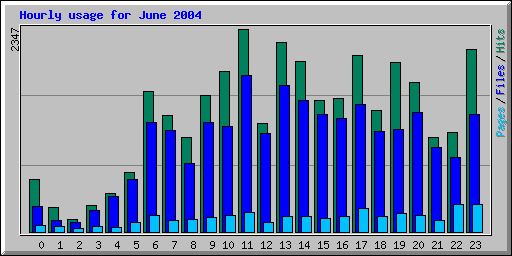 Hourly usage for June 2004
2347
Pages/Files/Hits
0 1 2 3 4 5 6 7 8 9 10 11 12 13 14 15 16 17 18 19 20 21 22 23